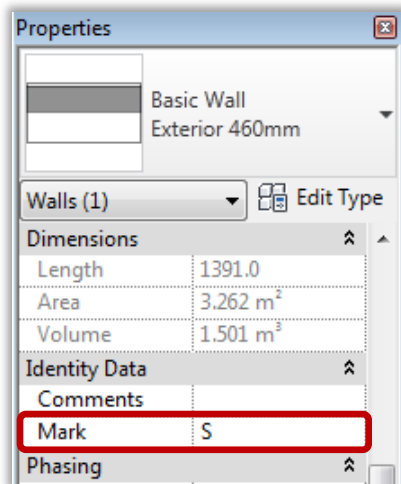 Properties
Basic Wall
Exterior 460mm
Walls (1) Edit Type
Dimensions
Length 1391.0
Area 3.262 m²
Volume 1.501 m³
Identity Data
Comments
Mark S
Phasing